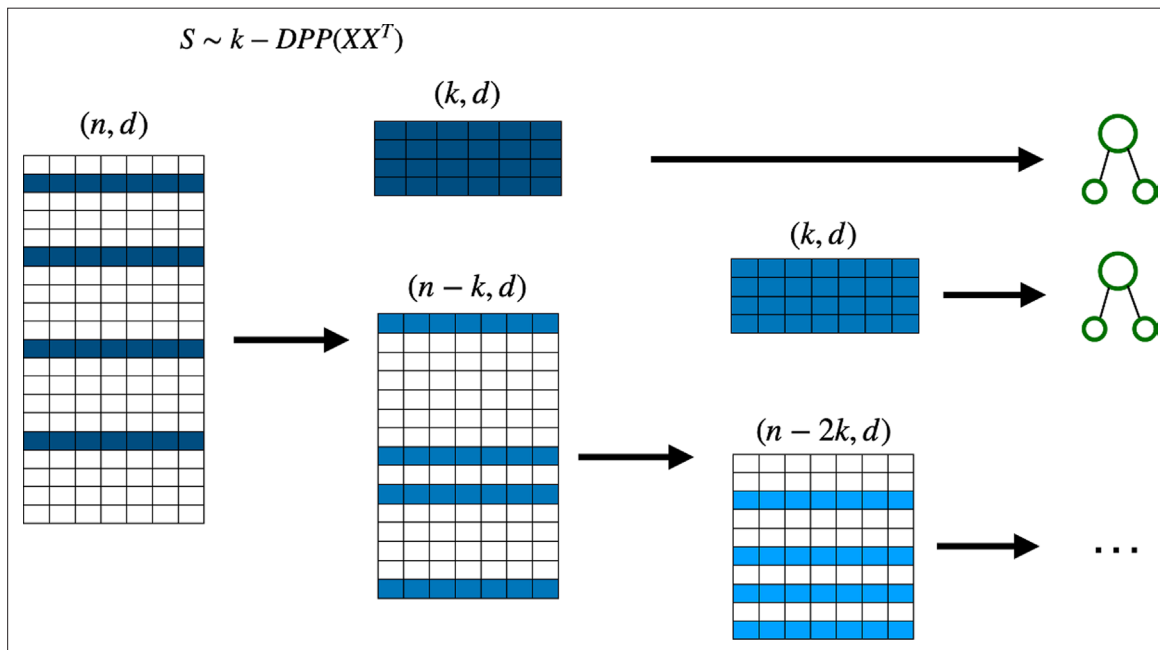 S ∼ k − DPP(XX^T)
(n, d)
(k, d)
(k, d)
(n − k, d)
(n − 2k, d)
...